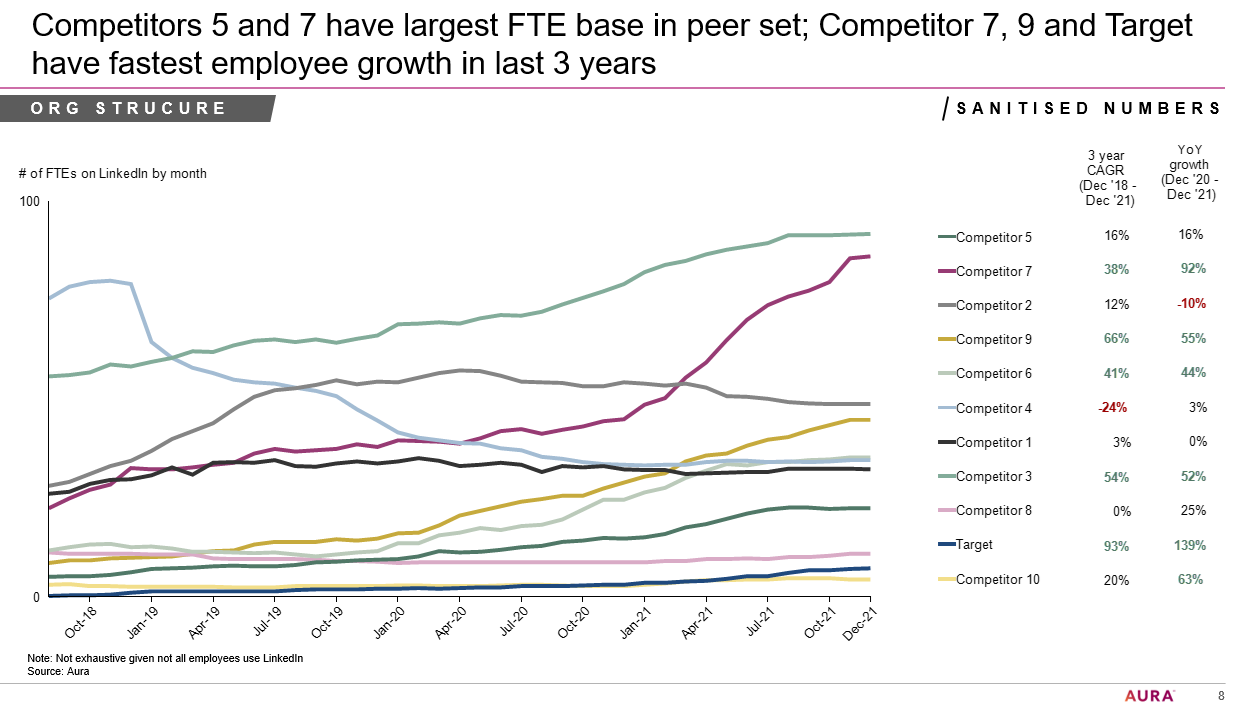 Competitors 5 and 7 have largest FTE base in peer set; Competitor 7, 9 and Target
have fastest employee growth in last 3 years
ORG STRUCURE
SANITISED NUMBERS
# of FTEs on LinkedIn by month
3 year
CAGR
(Dec '18 -
Dec '21)
YoY
growth
(Dec '20 -
Dec '21)
100
0
Competitor 5 16% 16%
Competitor 7 38% 92%
Competitor 2 12% -10%
Competitor 9 66% 55%
Competitor 6 41% 44%
Competitor 4 -24% 3%
Competitor 1 3% 0%
Competitor 3 54% 52%
Competitor 8 0% 25%
Target 93% 139%
Competitor 10 20% 63%
Oct-18 Jan-19 Apr-19 Jul-19 Oct-19 Jan-20 Apr-20 Jul-20 Oct-20 Jan-21 Apr-21 Jul-21 Oct-21 Dec-21
Note: Not exhaustive given not all employees use LinkedIn
Source: Aura
AURA
8